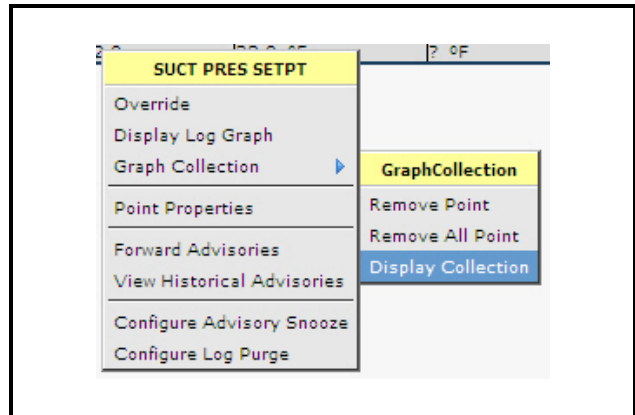 ? ºF
SUCT PRES SETPT
Override
Display Log Graph
Graph Collection
Point Properties
Forward Advisories
View Historical Advisories
Configure Advisory Snooze
Configure Log Purge
GraphCollection
Remove Point
Remove All Point
Display Collection